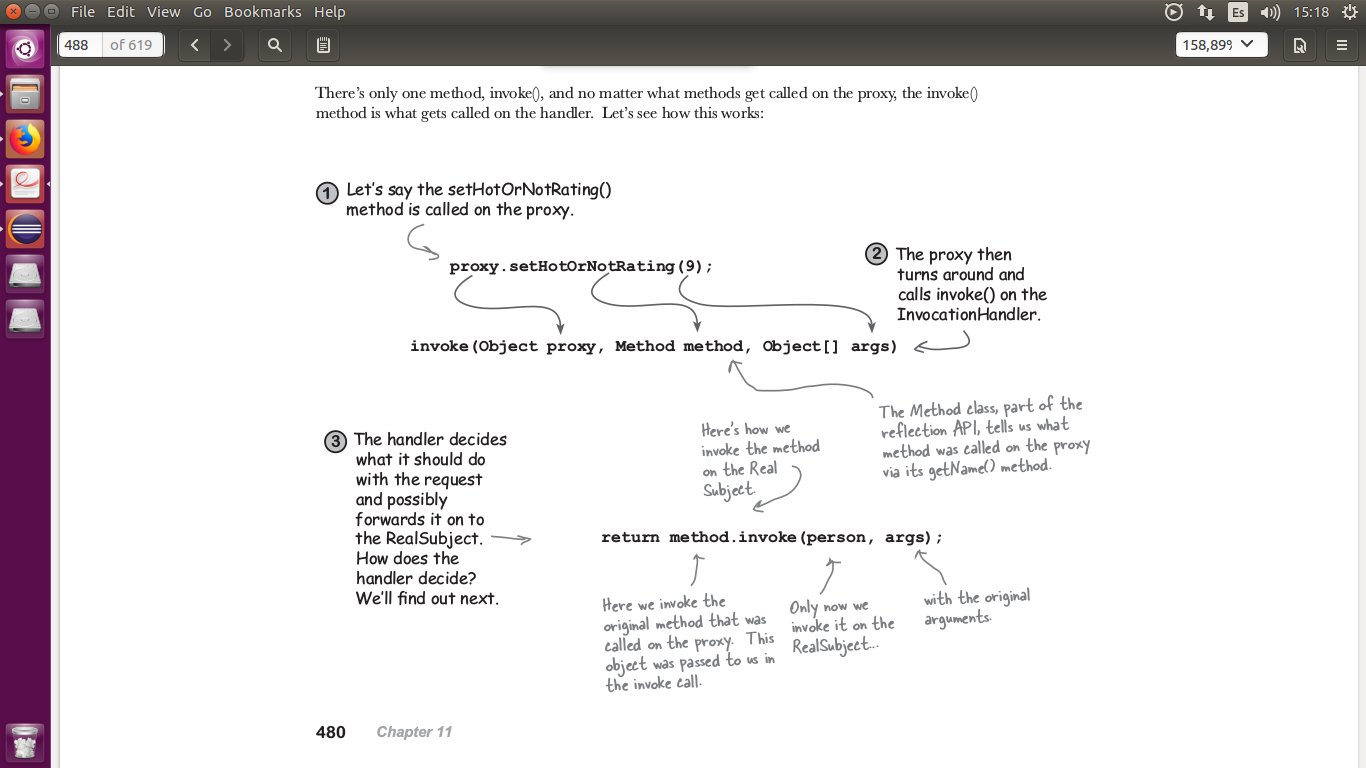 File Edit View Go Bookmarks Help
Es
15:18
488 of 619
158,89%
There's only one method, invoke(), and no matter what methods get called on the proxy, the invoke()
method is what gets called on the handler. Let's see how this works:
1 Let's say the setHotOrNotRating()
method is called on the proxy.
proxy.setHotOrNotRating(9);
2 The proxy then
turns around and
calls invoke() on the
InvocationHandler.
invoke(Object proxy, Method method, Object[] args)
The Method class, part of the
reflection API, tells us what
method was called on the proxy
via its getName() method.
3 The handler decides
what it should do
with the request
and possibly
forwards it on to
the RealSubject.
How does the
handler decide?
We'll find out next.
Here's how we
invoke the method
on the Real
Subject.
return method.invoke(person, args);
Here we invoke the
original method that was
called on the proxy. This
object was passed to us in
the invoke call.
Only now we
invoke it on the
RealSubject...
with the original
arguments.
480 Chapter 11